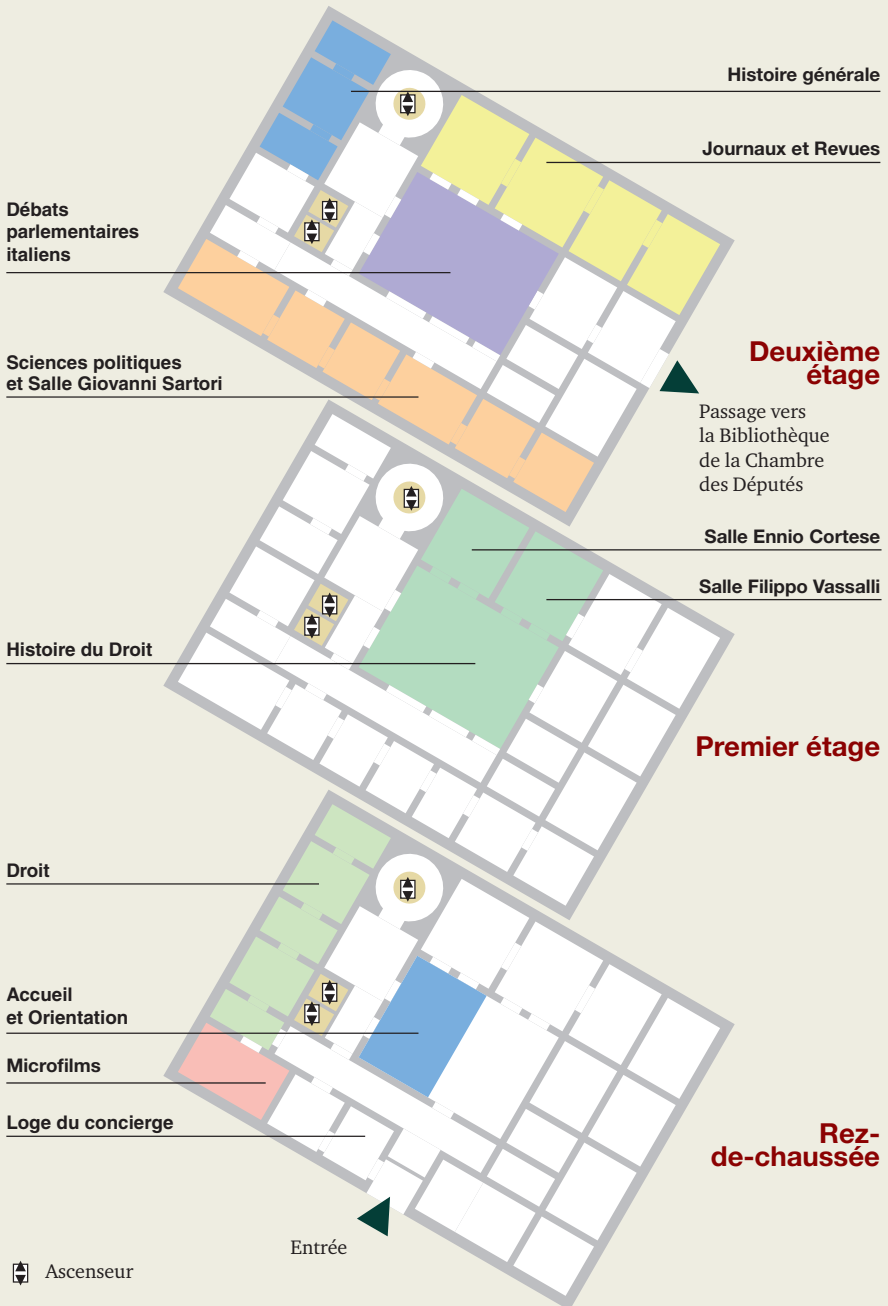 Histoire générale
Journaux et Revues
Débats
parlementaires
italiens
Sciences politiques
et Salle Giovanni Sartori
Deuxième
étage
Passage vers
la Bibliothèque
de la Chambre
des Députés
Salle Ennio Cortese
Salle Filippo Vassalli
Histoire du Droit
Premier étage
Droit
Accueil
et Orientation
Microfilms
Loge du concierge
Rez-
de-chaussée
Entrée
Ascenseur